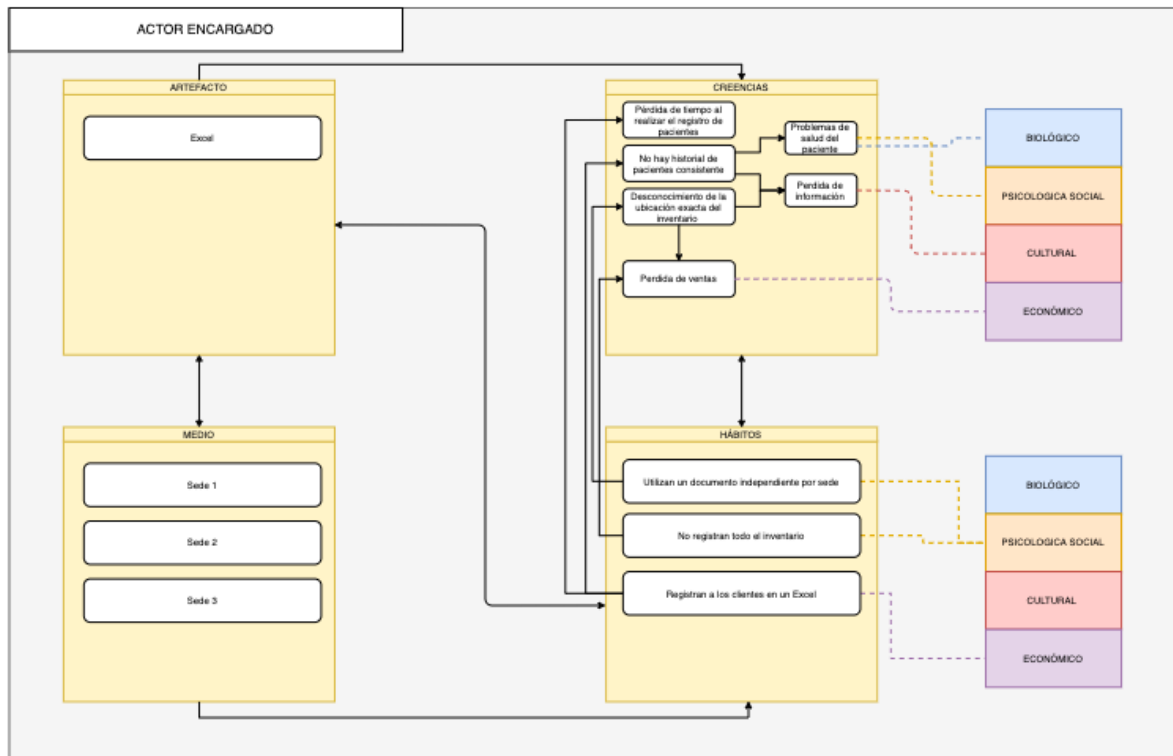 ACTOR ENCARGADO
ARTEFACTO
Excel
CREENCIAS
Pérdida de tiempo al
realizar el registro de
pacientes
No hay historial de
pacientes consistente
Desconocimiento de la
ubicación exacta del
inventario
Perdida de ventas
Problemas de
salud del
paciente
Perdida de
información
BIOLÓGICO
PSICOLOGICA SOCIAL
CULTURAL
ECONÓMICO
MEDIO
Sede 1
Sede 2
Sede 3
HÁBITOS
Utilizan un documento independiente por sede
No registran todo el inventario
Registran a los clientes en un Excel
BIOLÓGICO
PSICOLOGICA SOCIAL
CULTURAL
ECONÓMICO